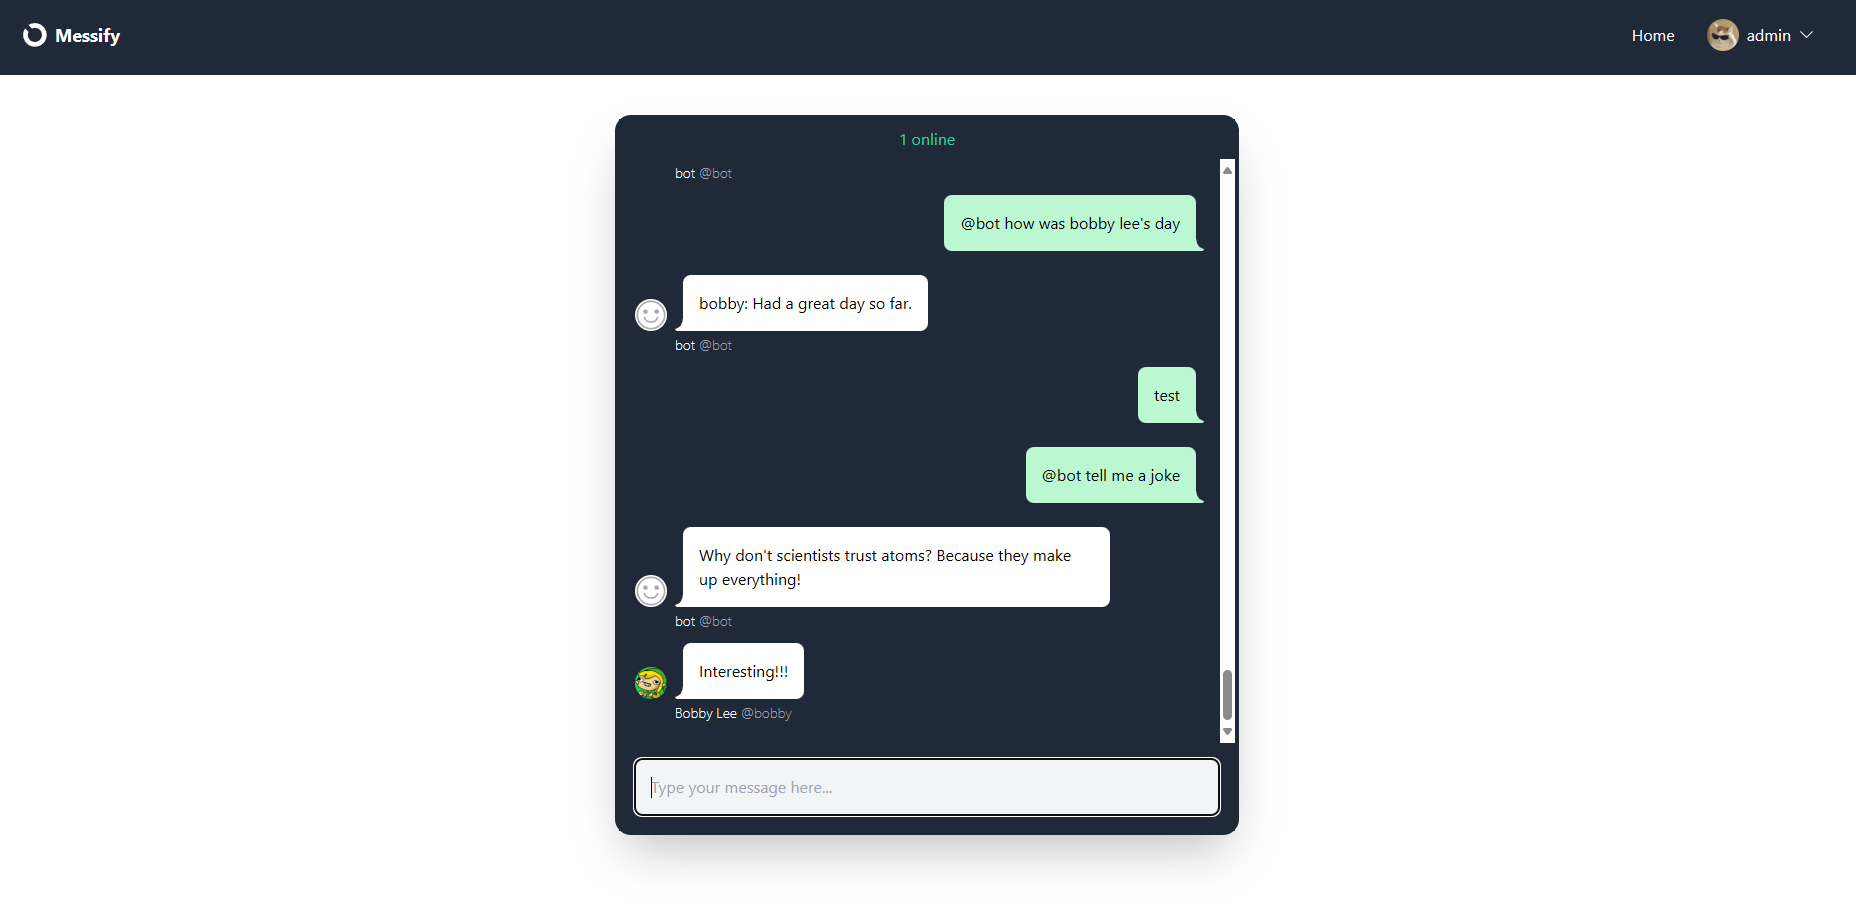 Messify
Home
admin
1 online
bot @bot
@bot how was bobby lee's day
bobby: Had a great day so far.
bot @bot
test
@bot tell me a joke
Why don't scientists trust atoms? Because they make
up everything!
bot @bot
Interesting!!!
Bobby Lee @bobby
Type your message here...